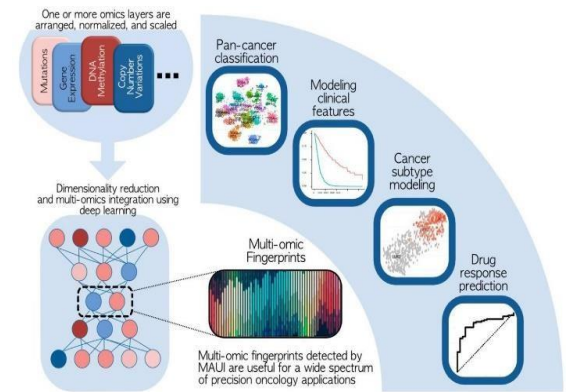 One or more omics layers are
arranged, normalized, and scaled
Mutations
Gene
Expression
DNA
Methylation
Copy
Number
Variations
Dimensionality reduction
and multi-omics integration using
deep learning
Multi-omic
Fingerprints
Multi-omic fingerprints detected by
MAUI are useful for a wide spectrum
of precision oncology applications
Pan-cancer
classification
Modeling
clinical
features
Cancer
subtype
modeling
Drug
response
prediction